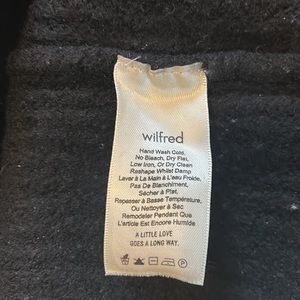 wilfred
Hand Wash Cold,
No Bleach, Dry Flat,
Low Iron, Or Dry Clean
Reshape Whilst Damp
Laver À La Main À L'Eau Froide.
Pas De Blanchiment,
Sécher À Plat,
Repasser à Basse Température,
Ou Nettoyer à Sec
Remodeler Pendant Que
L'article Est Encore Humide
A LITTLE LOVE
GOES A LONG WAY.
P